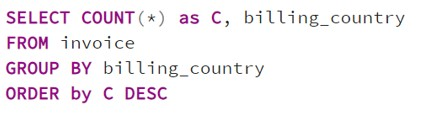 SELECT COUNT(*) as C, billing_country
FROM invoice
GROUP BY billing_country
ORDER by C DESC